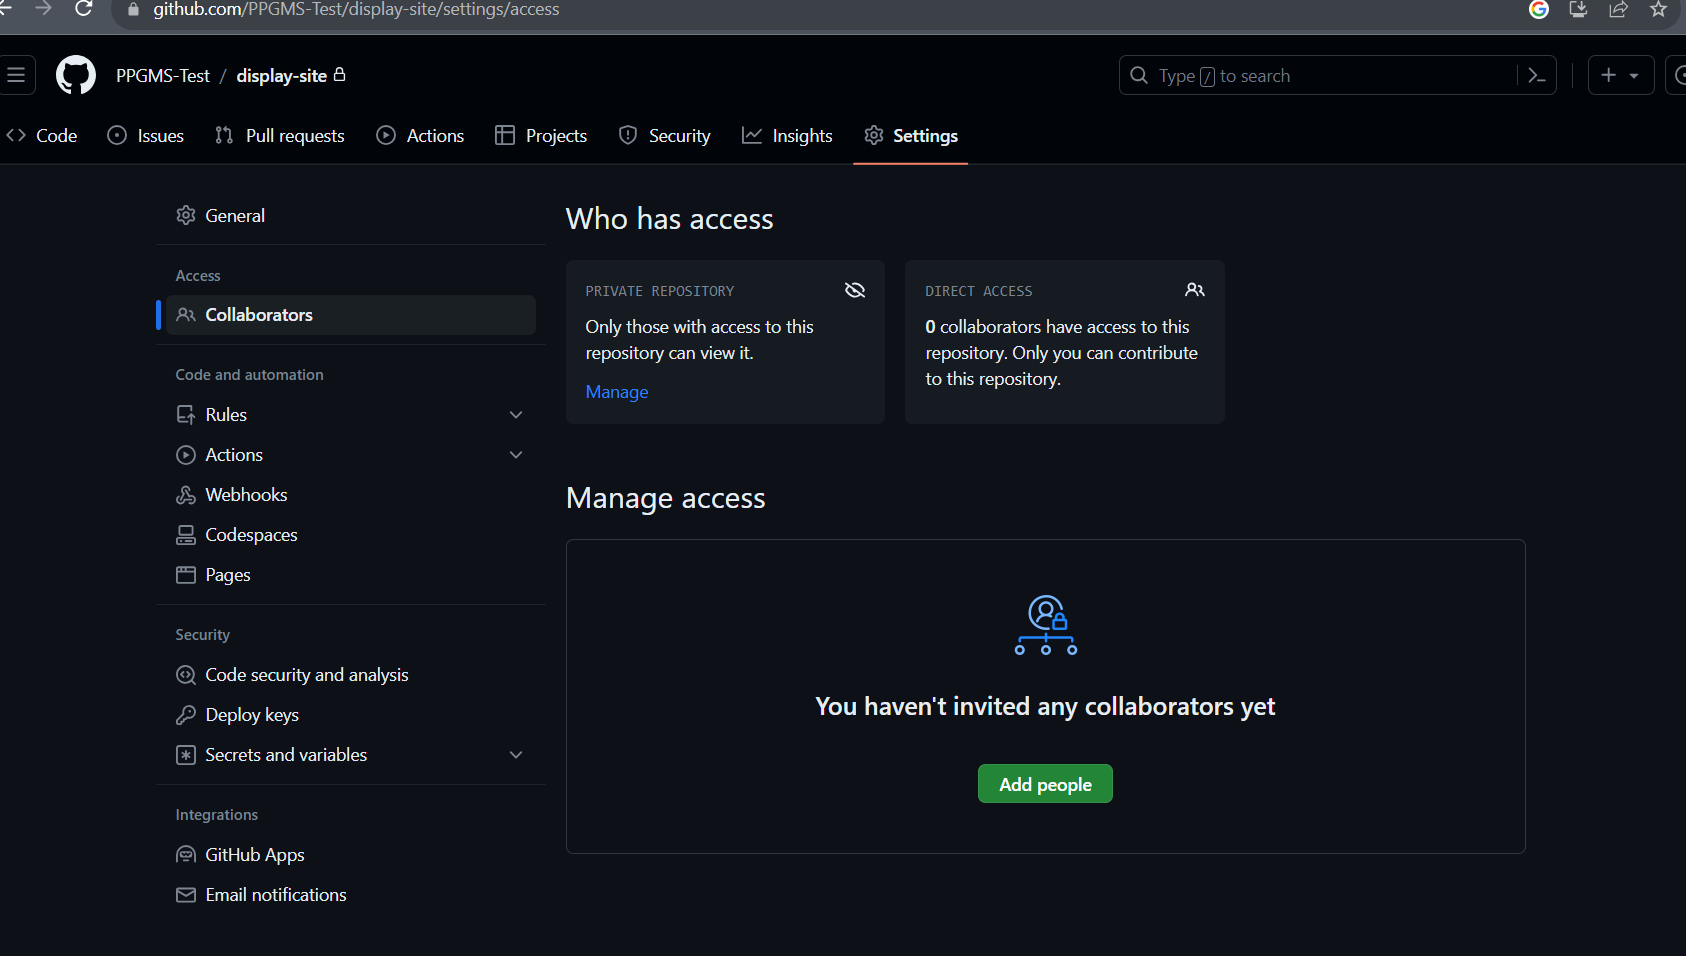 github.com/PPGMS-Test/display-site/settings/access
PPGMS-Test / display-site
Type / to search
Code Issues Pull requests Actions Projects Security Insights Settings
General
Access
Collaborators
Code and automation
Rules
Actions
Webhooks
Codespaces
Pages
Security
Code security and analysis
Deploy keys
Secrets and variables
Integrations
GitHub Apps
Email notifications
Who has access
PRIVATE REPOSITORY
Only those with access to this
repository can view it.
Manage
DIRECT ACCESS
0 collaborators have access to this
repository. Only you can contribute
to this repository.
Manage access
You haven't invited any collaborators yet
Add people